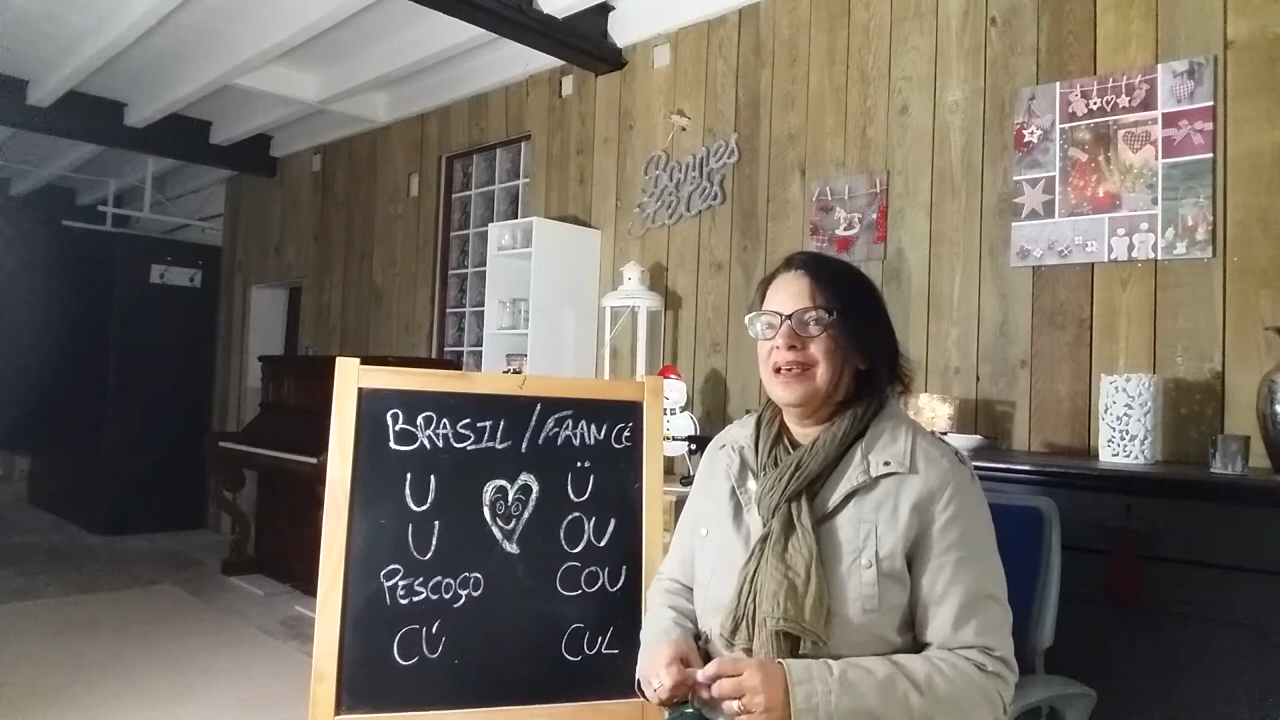 Bonnes
fêtes
BRASIL / FRANCE
U Ü
U OU
PESCOÇO COU
CÚ CUL